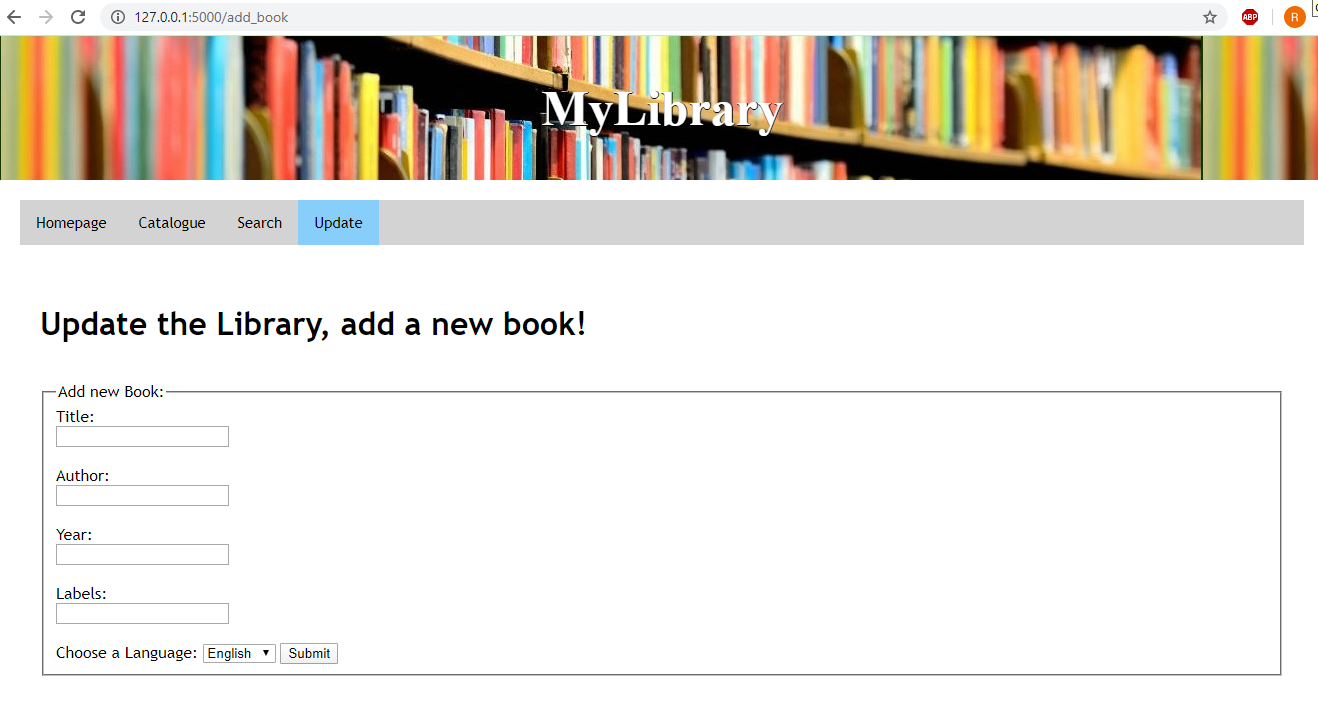 127.0.0.1:5000/add_book
ABP
R
MyLibrary
Homepage Catalogue Search Update
Update the Library, add a new book!
Add new Book:
Title:
Author:
Year:
Labels:
Choose a Language: English Submit